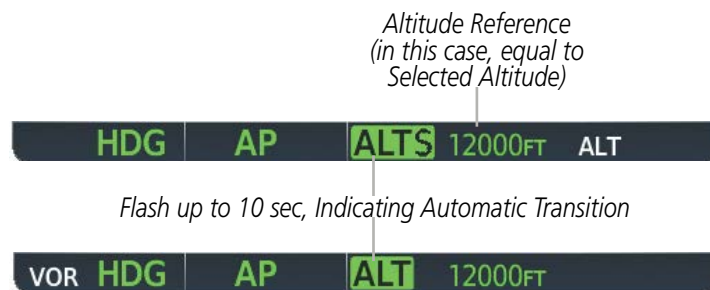 Altitude Reference
(in this case, equal to
Selected Altitude)
HDG AP ALTS 12000FT ALT
Flash up to 10 sec, Indicating Automatic Transition
VOR HDG AP ALT 12000FT